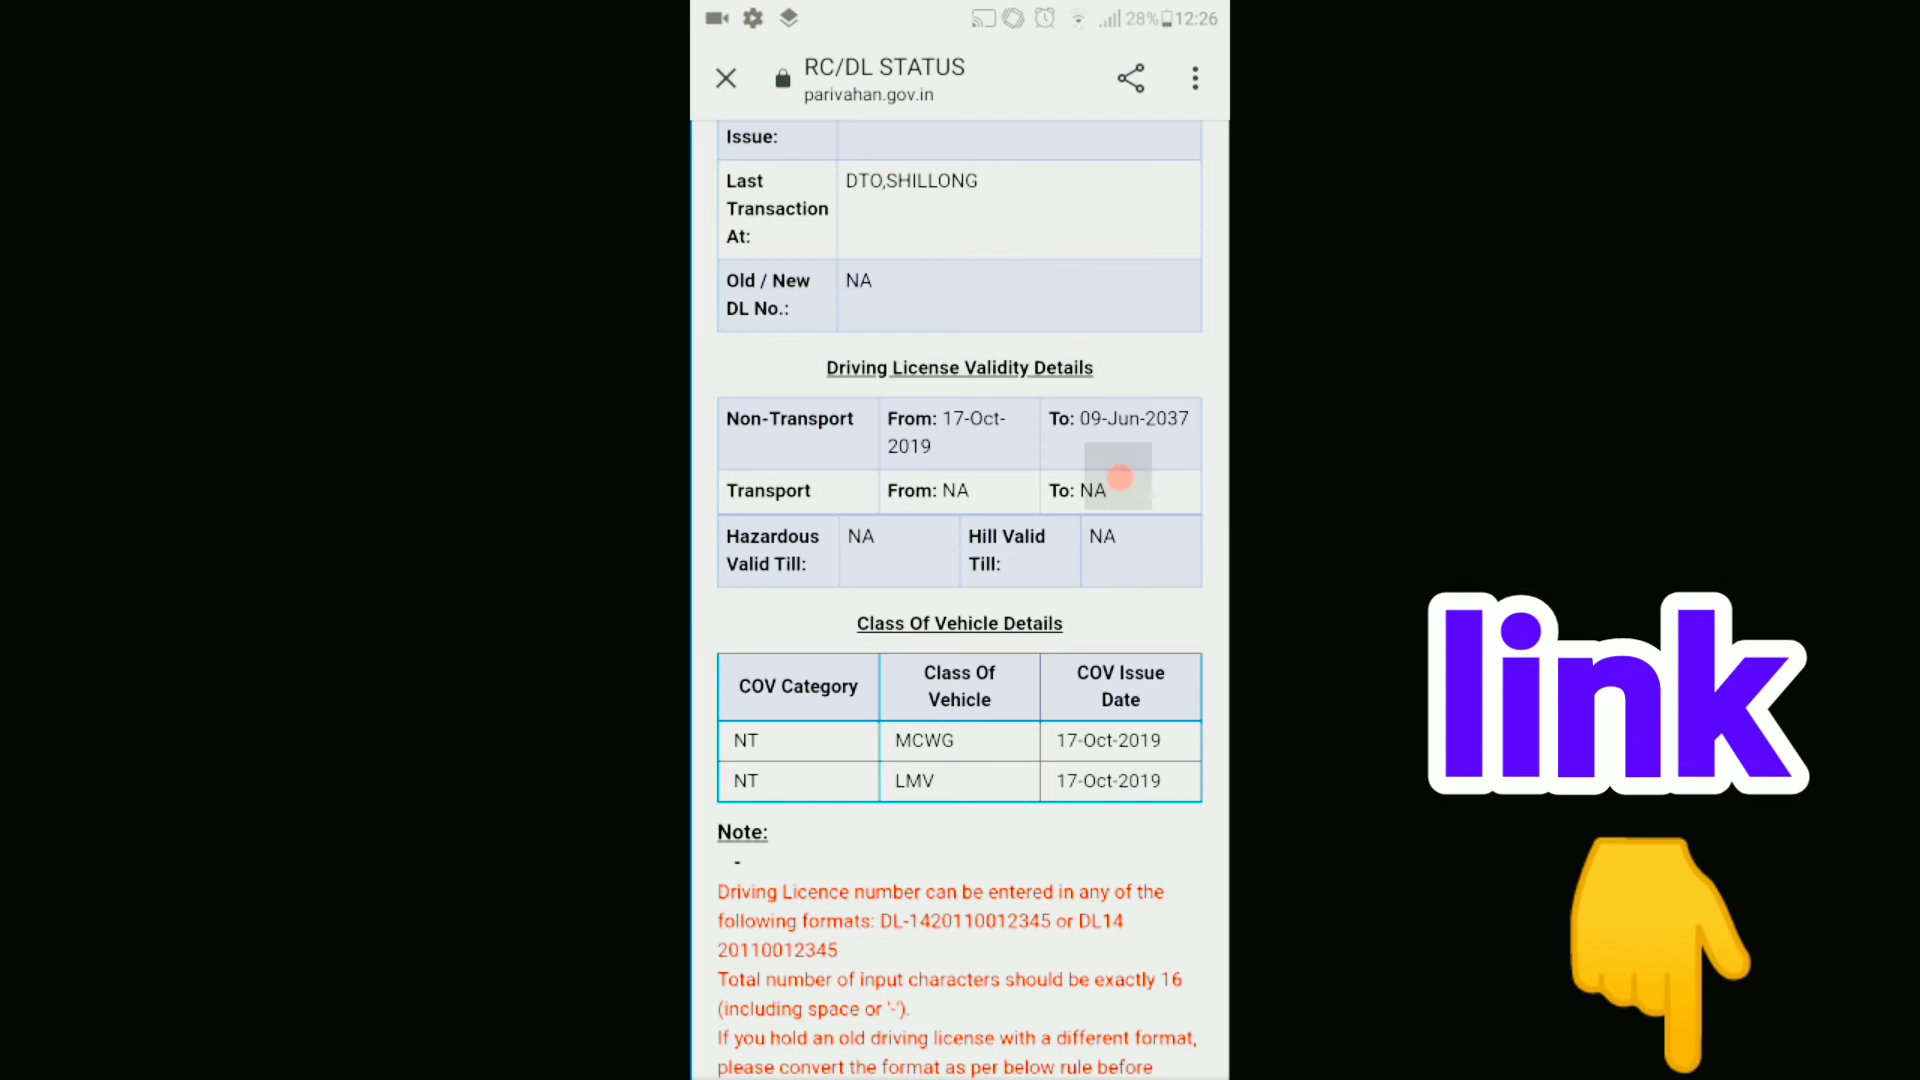 28% 12:26
RC/DL STATUS
parivahan.gov.in
Issue:
Last Transaction At: DTO,SHILLONG
Old / New DL No.: NA
Driving License Validity Details
Non-Transport From: 17-Oct-2019 To: 09-Jun-2037
Transport From: NA To: NA
Hazardous Valid Till: NA Hill Valid Till: NA
Class Of Vehicle Details
COV Category Class Of Vehicle COV Issue Date
NT MCWG 17-Oct-2019
NT LMV 17-Oct-2019
Note:
-
Driving Licence number can be entered in any of the
following formats: DL-1420110012345 or DL14
20110012345
Total number of input characters should be exactly 16
(including space or '-').
If you hold an old driving license with a different format,
please convert the format as per below rule before
link